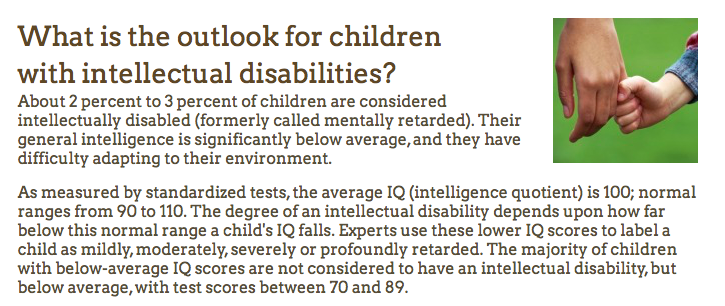 What is the outlook for children
with intellectual disabilities?
About 2 percent to 3 percent of children are considered
intellectually disabled (formerly called mentally retarded). Their
general intelligence is significantly below average, and they have
difficulty adapting to their environment.
As measured by standardized tests, the average IQ (intelligence quotient) is 100; normal
ranges from 90 to 110. The degree of an intellectual disability depends upon how far
below this normal range a child's IQ falls. Experts use these lower IQ scores to label a
child as mildly, moderately, severely or profoundly retarded. The majority of children
with below-average IQ scores are not considered to have an intellectual disability, but
below average, with test scores between 70 and 89.